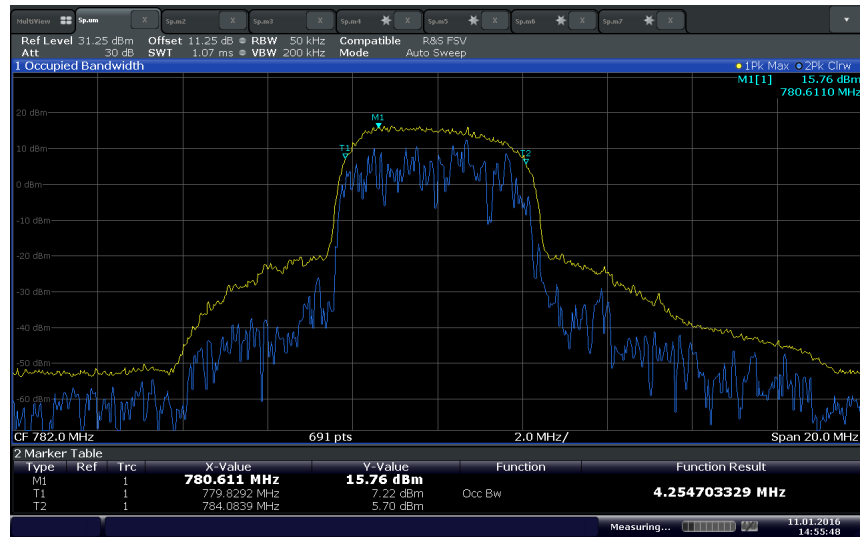 MultiView Sp.um X Sp.m2 X Sp.m3 X Sp.m4 X Sp.m5 X Sp.m6 X Sp.m7 X
Ref Level 31.25 dBm Offset 11.25 dB RBW 50 kHz Compatible R&S FSV
Att 30 dB SWT 1.07 ms VBW 200 kHz Mode Auto Sweep
1 Occupied Bandwidth 1Pk Max 2Pk Clrw
M1[1] 15.76 dBm
780.6110 MHz
20 dBm
M1
10 dBm
T1
T2
0 dBm
-10 dBm
-20 dBm
-30 dBm
-40 dBm
-50 dBm
-60 dBm
CF 782.0 MHz 691 pts 2.0 MHz/ Span 20.0 MHz
2 Marker Table
Type Ref Trc X-Value Y-Value Function Function Result
M1 1 780.611 MHz 15.76 dBm
T1 1 779.8292 MHz 7.22 dBm Occ Bw 4.254703329 MHz
T2 1 784.0839 MHz 5.70 dBm
Measuring... 11.01.2016
14:55:48